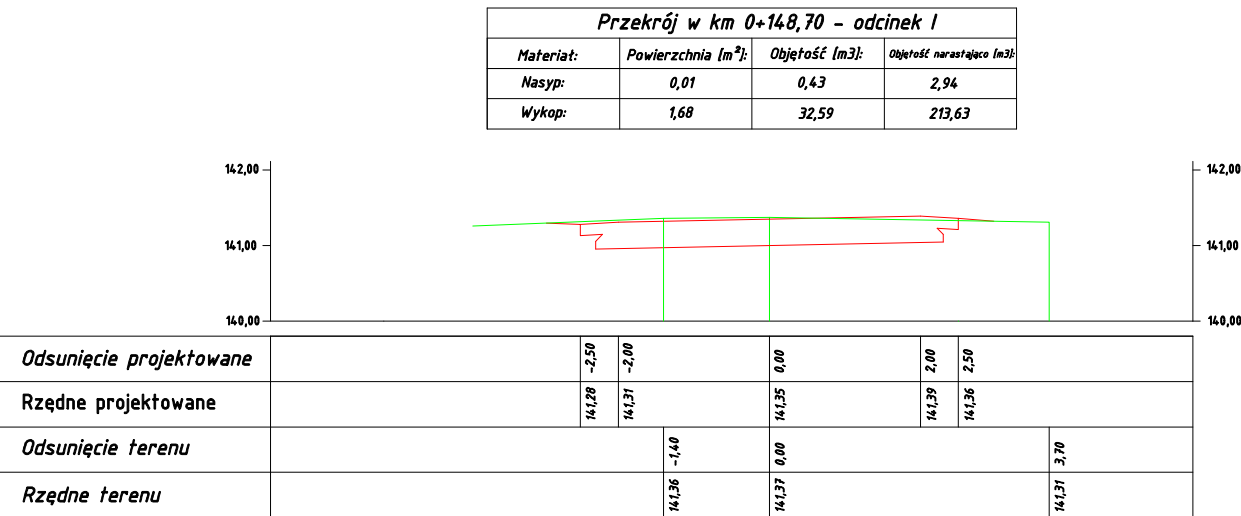 Przekrój w km 0+148,70 - odcinek I
Materiał: Powierzchnia [m²]: Objętość [m3]: Objętość narastająco [m3]:
Nasyp: 0,01 0,43 2,94
Wykop: 1,68 32,59 213,63
142,00 142,00
141,00 141,00
140,00 140,00
Odsunięcie projektowane -2,50 -2,00 0,00 2,00 2,50
Rzędne projektowane 141,28 141,31 141,35 141,39 141,36
Odsunięcie terenu -1,40 0,00 3,70
Rzędne terenu 141,36 141,37 141,31